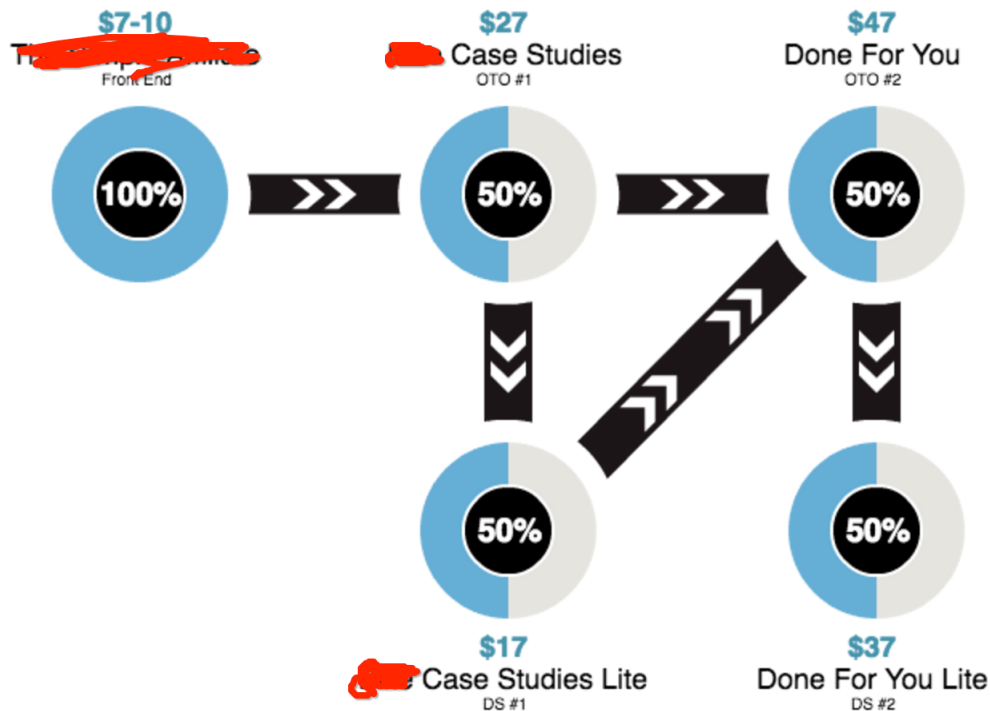 $7-10
Front End
100%
$27
Case Studies
OTO #1
50%
$47
Done For You
OTO #2
50%
50%
$17
Case Studies Lite
DS #1
50%
$37
Done For You Lite
DS #2